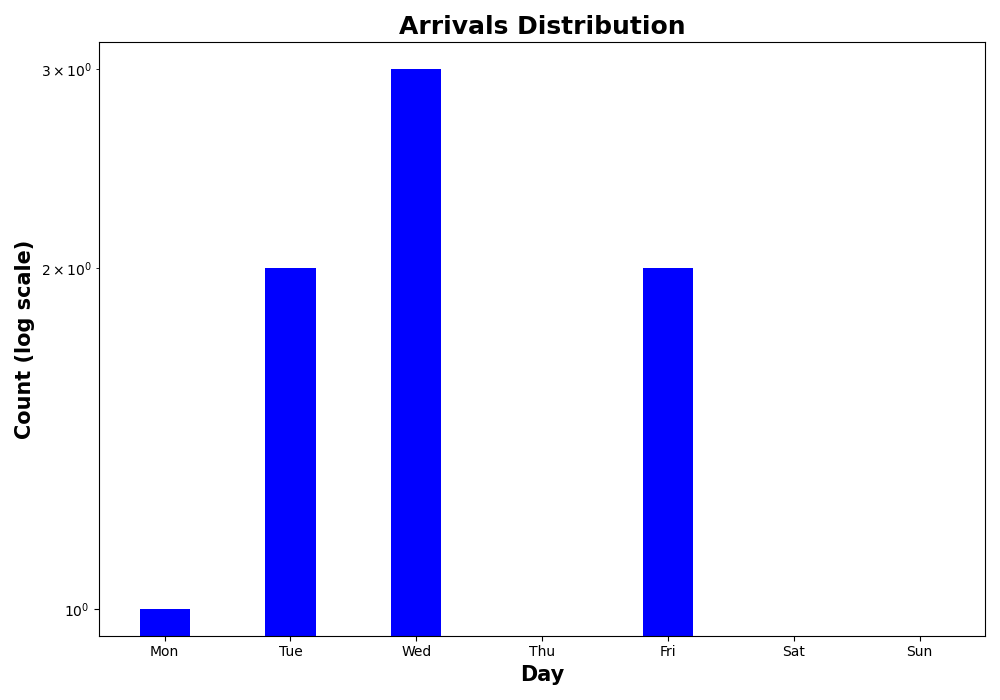 Arrivals Distribution
Count (log scale)
3 × 10⁰
2 × 10⁰
10⁰
Mon Tue Wed Thu Fri Sat Sun
Day